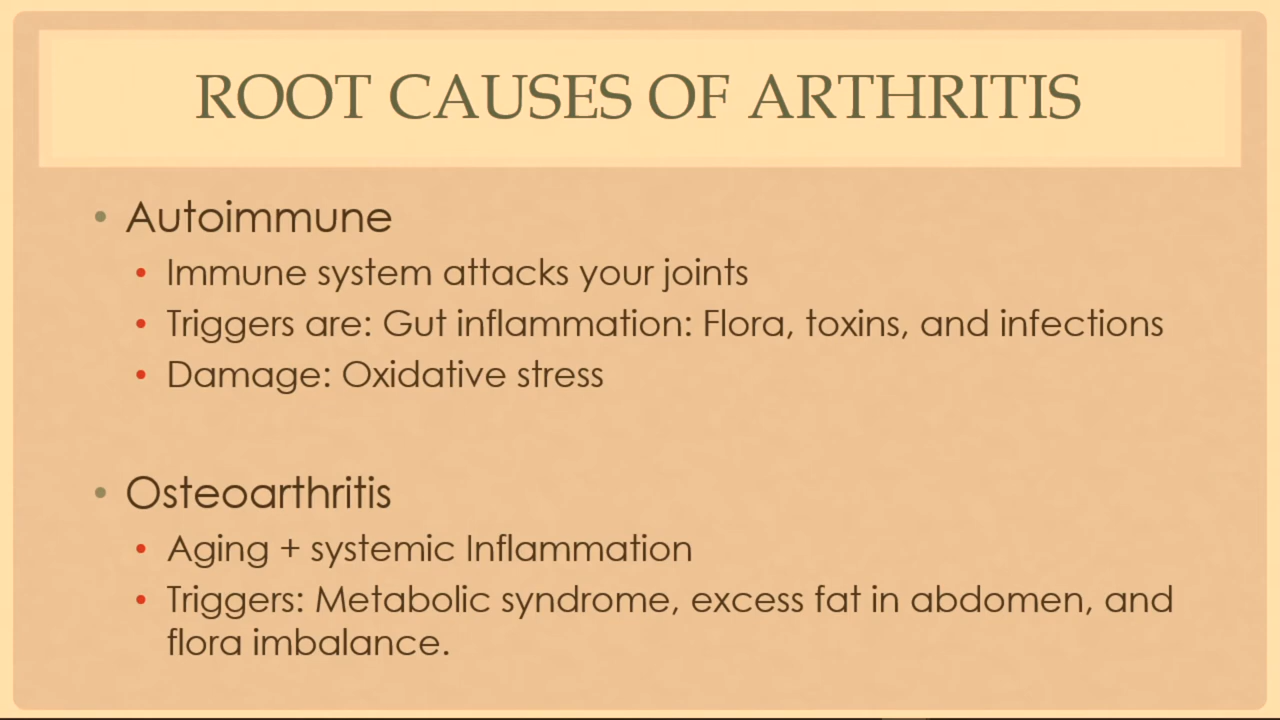 ROOT CAUSES OF ARTHRITIS
• Autoimmune
• Immune system attacks your joints
• Triggers are: Gut inflammation: Flora, toxins, and infections
• Damage: Oxidative stress
• Osteoarthritis
• Aging + systemic Inflammation
• Triggers: Metabolic syndrome, excess fat in abdomen, and
flora imbalance.